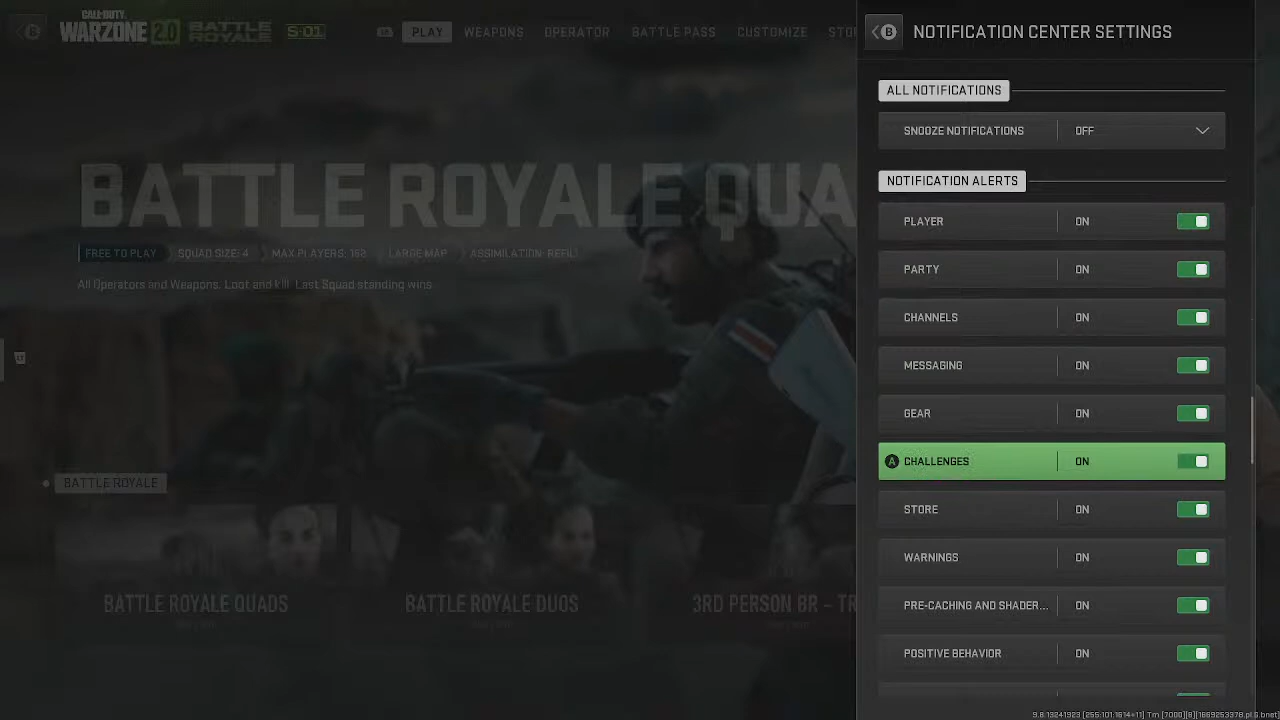 B
CALL OF DUTY
WARZONE 2.0
BATTLE
ROYALE
S:01
PLAY
WEAPONS
OPERATOR
BATTLE PASS
CUSTOMIZE
STO
BATTLE ROYALE QUA
FREE TO PLAY
SQUAD SIZE: 4
MAX PLAYERS: 152
LARGE MAP
ASSIMILATION: REFILL
All Operators and Weapons. Loot and kill. Last Squad standing wins.
LT
BATTLE ROYALE
BATTLE ROYALE QUADS
BATTLE ROYALE DUOS
3RD PERSON BR – TR
B NOTIFICATION CENTER SETTINGS
ALL NOTIFICATIONS
SNOOZE NOTIFICATIONS OFF
NOTIFICATION ALERTS
PLAYER ON
PARTY ON
CHANNELS ON
MESSAGING ON
GEAR ON
A CHALLENGES ON
STORE ON
WARNINGS ON
PRE-CACHING AND SHADER... ON
POSITIVE BEHAVIOR ON